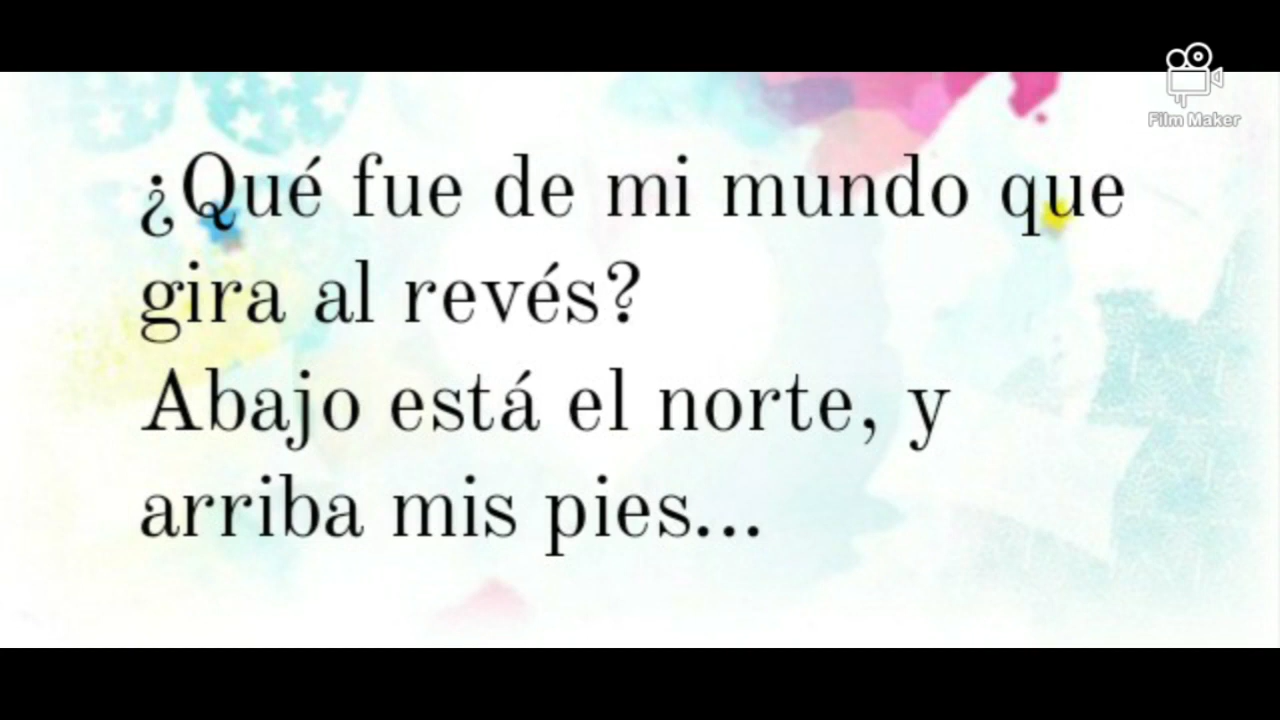 Film Maker
¿Qué fue de mi mundo que
gira al revés?
Abajo está el norte, y
arriba mis pies...